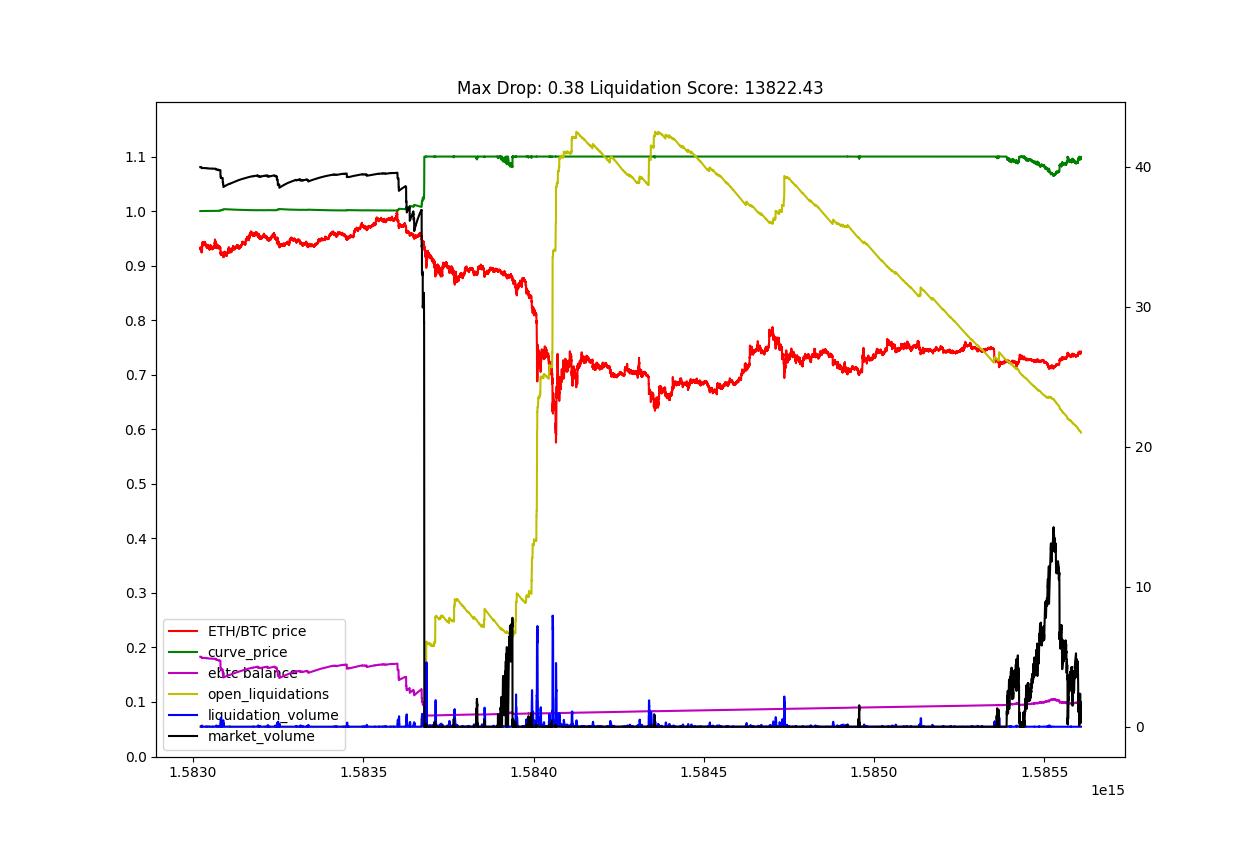 Max Drop: 0.38 Liquidation Score: 13822.43
1.1
1.0
0.9
0.8
0.7
0.6
0.5
0.4
0.3
0.2
0.1
0.0
40
30
20
10
0
ETH/BTC price
curve_price
ebtc balance
open_liquidations
liquidation_volume
market_volume
1.5830 1.5835 1.5840 1.5845 1.5850 1.5855
1e15